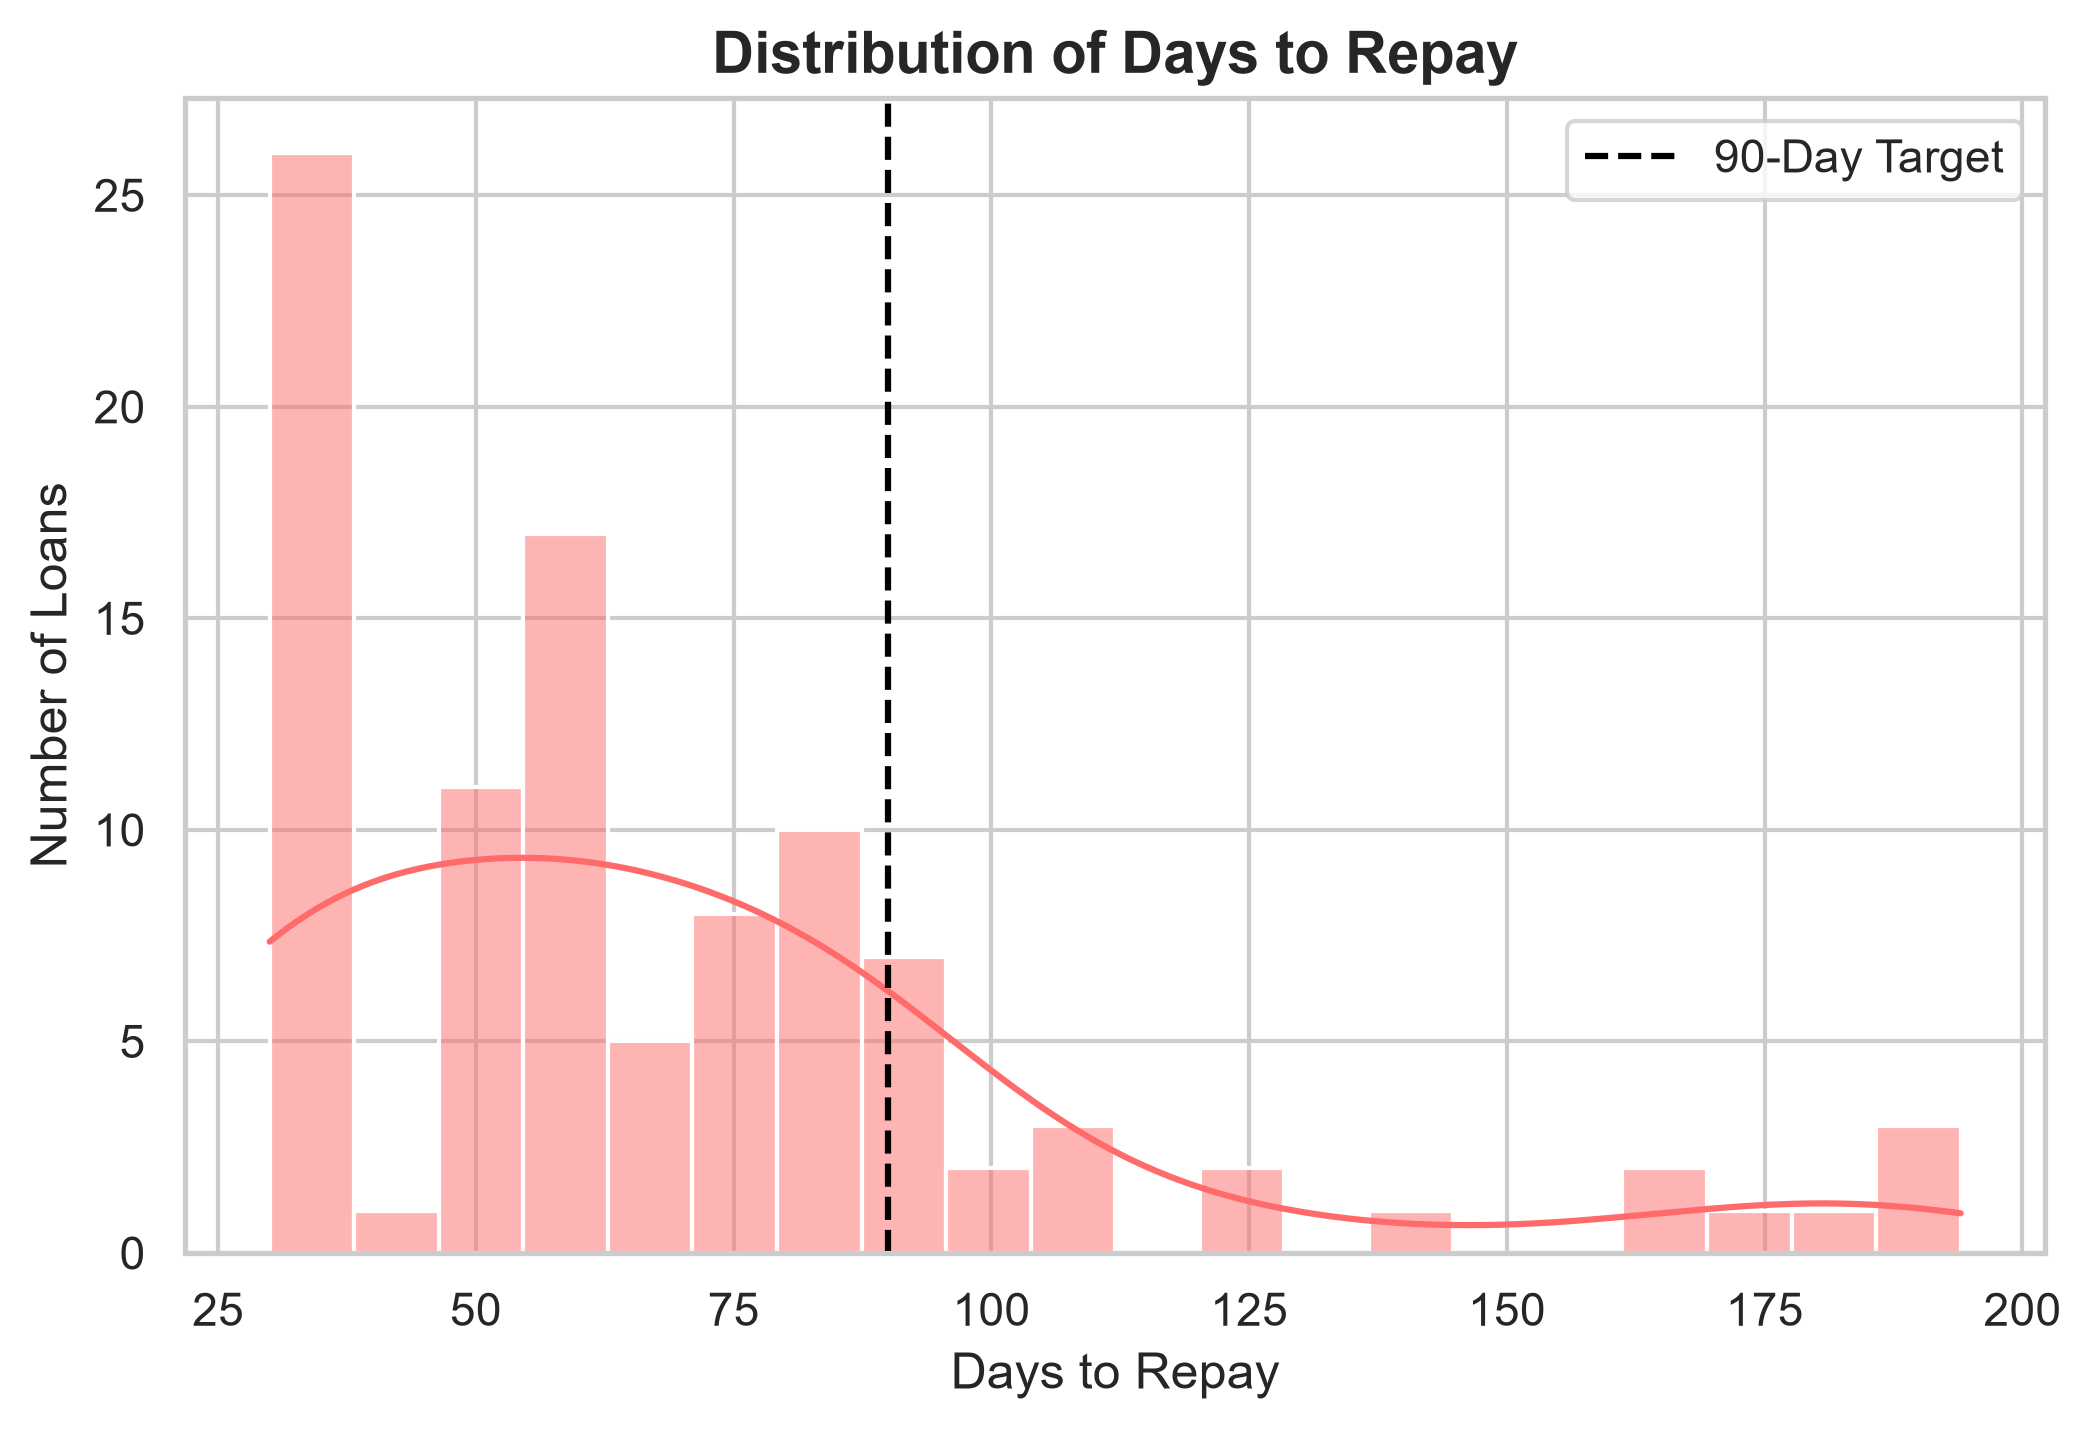 Distribution of Days to Repay
90-Day Target
Number of Loans
25
20
15
10
5
0
25 50 75 100 125 150 175 200
Days to Repay